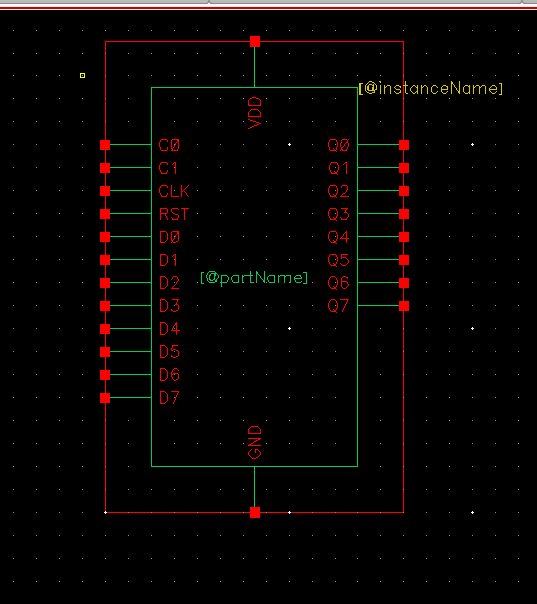 [@instanceName]
VDD
C0 Q0
C1 Q1
CLK Q2
RST Q3
D0 Q4
D1 Q5
[@partName]
D2 Q6
D3 Q7
D4
D5
D6
D7
GND